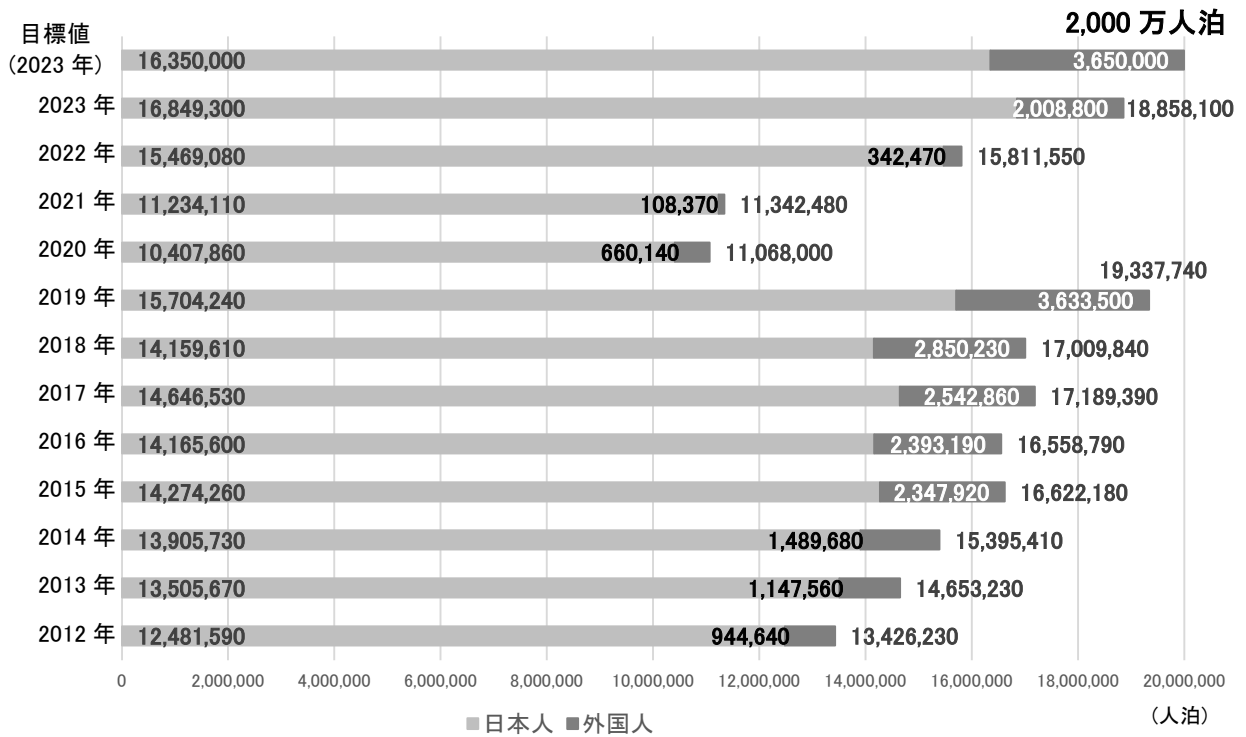 2,000 万人泊
目標値
（2023 年）
16,350,000 3,650,000
2023 年 16,849,300 2,008,800 18,858,100
2022 年 15,469,080 342,470 15,811,550
2021 年 11,234,110 108,370 11,342,480
2020 年 10,407,860 660,140 11,068,000
19,337,740
2019 年 15,704,240 3,633,500
2018 年 14,159,610 2,850,230 17,009,840
2017 年 14,646,530 2,542,860 17,189,390
2016 年 14,165,600 2,393,190 16,558,790
2015 年 14,274,260 2,347,920 16,622,180
2014 年 13,905,730 1,489,680 15,395,410
2013 年 13,505,670 1,147,560 14,653,230
2012 年 12,481,590 944,640 13,426,230
0 2,000,000 4,000,000 6,000,000 8,000,000 10,000,000 12,000,000 14,000,000 16,000,000 18,000,000 20,000,000
（人泊）
日本人 外国人